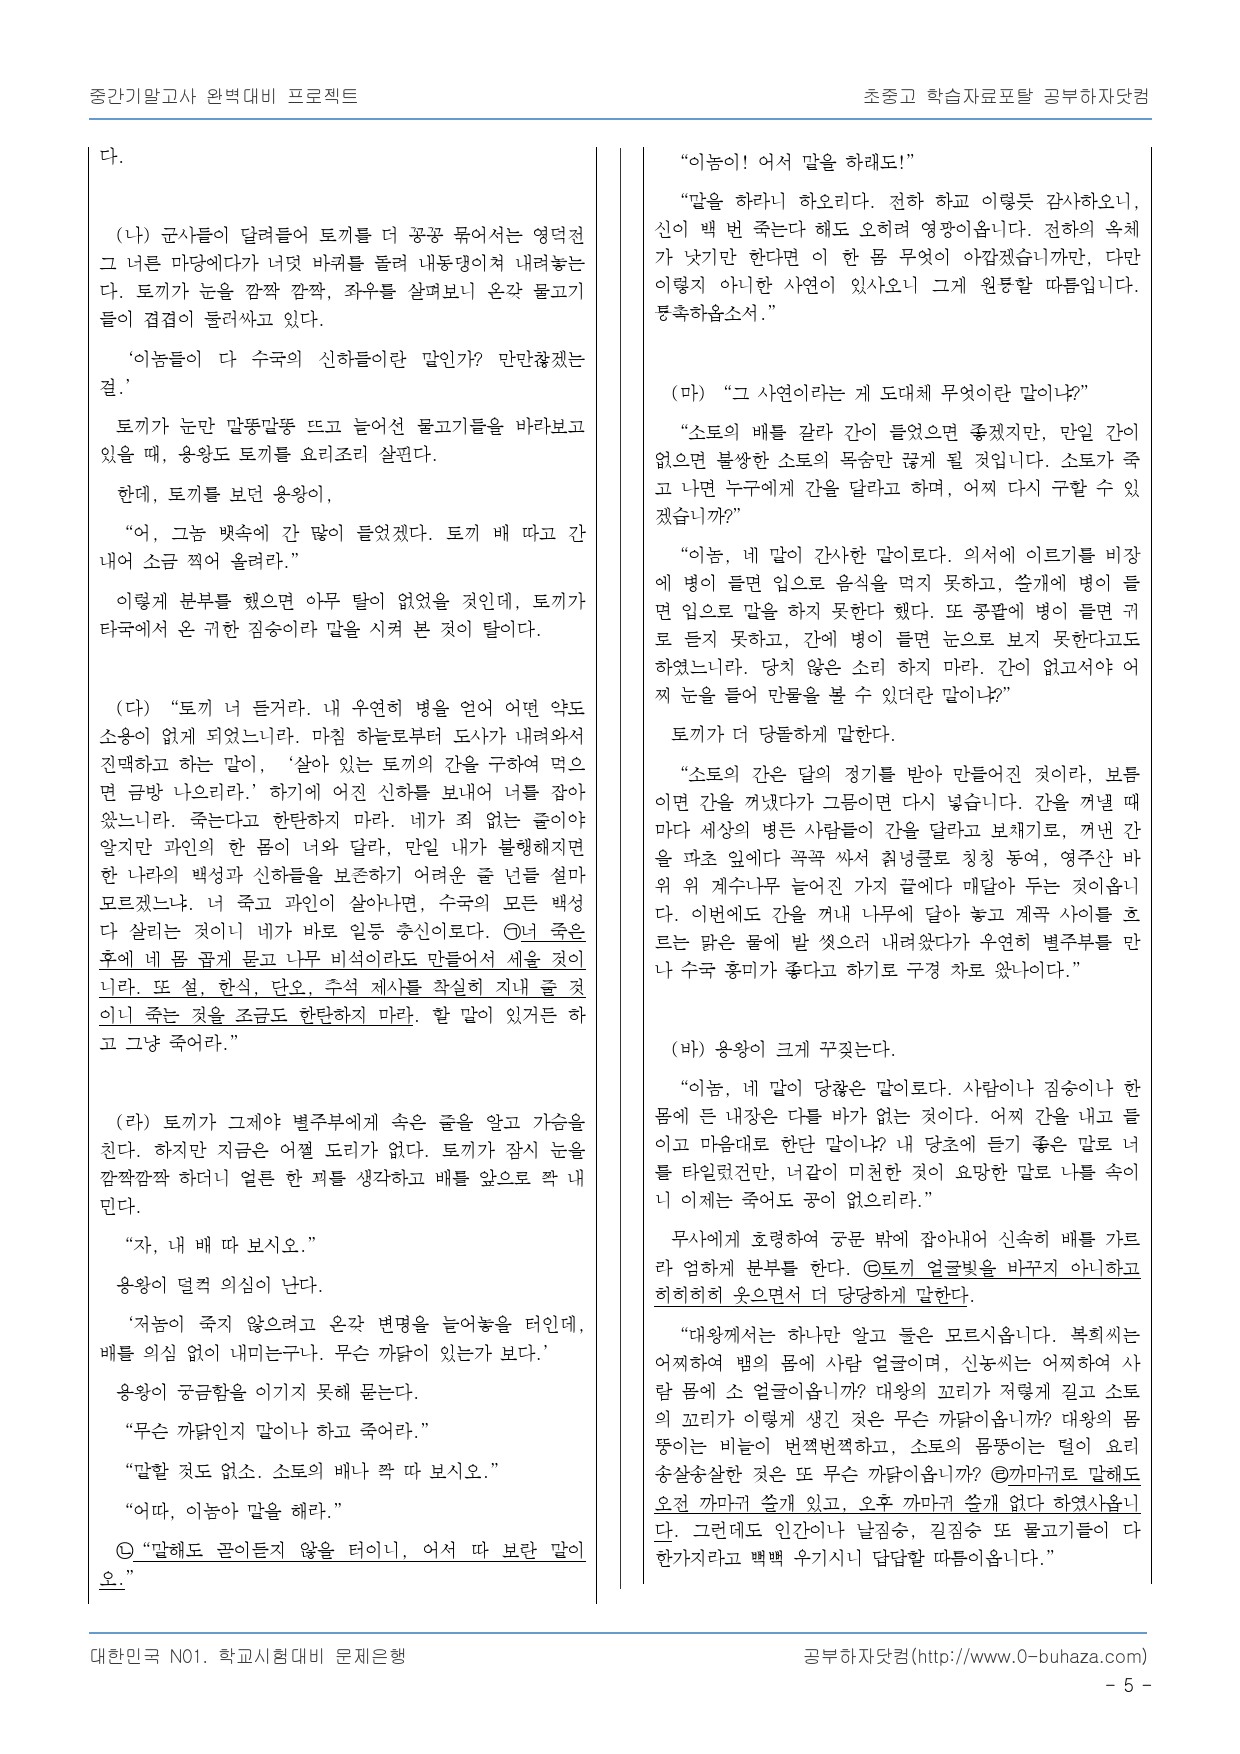 중간기말고사 완벽대비 프로젝트
초중고 학습자료포탈 공부하자닷컴
다.
(나) 군사들이 달려들어 토끼를 더 꽁꽁 묶어서는 영덕전
그 너른 마당에다가 너덧 바퀴를 돌려 내동댕이쳐 내려놓는
다. 토끼가 눈을 깜짝 깜짝, 좌우를 살펴보니 온갖 물고기
들이 겹겹이 둘러싸고 있다.
‘이놈들이 다 수국의 신하들이란 말인가? 만만찮겠는
걸.’
토끼가 눈만 말똥말똥 뜨고 늘어선 물고기들을 바라보고
있을 때, 용왕도 토끼를 요리조리 살핀다.
한데, 토끼를 보던 용왕이,
“어, 그놈 뱃속에 간 많이 들었겠다. 토끼 배 따고 간
내어 소금 찍어 올려라.”
이렇게 분부를 했으면 아무 탈이 없었을 것인데, 토끼가
타국에서 온 귀한 짐승이라 말을 시켜 본 것이 탈이다.
(다) “토끼 너 듣거라. 내 우연히 병을 얻어 어떤 약도
소용이 없게 되었느니라. 마침 하늘로부터 도사가 내려와서
진맥하고 하는 말이, ‘살아 있는 토끼의 간을 구하여 먹으
면 금방 나으리라.’ 하기에 어진 신하를 보내어 너를 잡아
왔느니라. 죽는다고 한탄하지 마라. 네가 죄 없는 줄이야
알지만 과인의 한 몸이 너와 달라, 만일 내가 불행해지면
한 나라의 백성과 신하들을 보존하기 어려운 줄 넌들 설마
모르겠느냐. 너 죽고 과인이 살아나면, 수국의 모든 백성
다 살리는 것이니 네가 바로 일등 충신이로다. ㉠너 죽은
후에 네 몸 곱게 묻고 나무 비석이라도 만들어서 세울 것이
니라. 또 설, 한식, 단오, 추석 제사를 착실히 지내 줄 것
이니 죽는 것을 조금도 한탄하지 마라. 할 말이 있거든 하
고 그냥 죽어라.”
(라) 토끼가 그제야 별주부에게 속은 줄을 알고 가슴을
친다. 하지만 지금은 어쩔 도리가 없다. 토끼가 잠시 눈을
깜짝깜짝 하더니 얼른 한 꾀를 생각하고 배를 앞으로 쫙 내
민다.
“자, 내 배 따 보시오.”
용왕이 덜컥 의심이 난다.
‘저놈이 죽지 않으려고 온갖 변명을 늘어놓을 터인데,
배를 의심 없이 내미는구나. 무슨 까닭이 있는가 보다.’
용왕이 궁금함을 이기지 못해 묻는다.
“무슨 까닭인지 말이나 하고 죽어라.”
“말할 것도 없소. 소토의 배나 쫙 따 보시오.”
“어따, 이놈아 말을 해라.”
㉡ “말해도 곧이듣지 않을 터이니, 어서 따 보란 말이
오.”
“이놈이! 어서 말을 하래도!”
“말을 하라니 하오리다. 전하 하교 이렇듯 감사하오니,
신이 백 번 죽는다 해도 오히려 영광이옵니다. 전하의 옥체
가 낫기만 한다면 이 한 몸 무엇이 아깝겠습니까만, 다만
이렇지 아니한 사연이 있사오니 그게 원통할 따름입니다.
통촉하옵소서.”
(마) “그 사연이라는 게 도대체 무엇이란 말이냐?”
“소토의 배를 갈라 간이 들었으면 좋겠지만, 만일 간이
없으면 불쌍한 소토의 목숨만 끊게 될 것입니다. 소토가 죽
고 나면 누구에게 간을 달라고 하며, 어찌 다시 구할 수 있
겠습니까?”
“이놈, 네 말이 간사한 말이로다. 의서에 이르기를 비장
에 병이 들면 입으로 음식을 먹지 못하고, 쓸개에 병이 들
면 입으로 말을 하지 못한다 했다. 또 콩팥에 병이 들면 귀
로 듣지 못하고, 간에 병이 들면 눈으로 보지 못한다고도
하였느니라. 당치 않은 소리 하지 마라. 간이 없고서야 어
찌 눈을 들어 만물을 볼 수 있더란 말이냐?”
토끼가 더 당돌하게 말한다.
“소토의 간은 달의 정기를 받아 만들어진 것이라, 보름
이면 간을 꺼냈다가 그믐이면 다시 넣습니다. 간을 꺼낼 때
마다 세상의 병든 사람들이 간을 달라고 보채기로, 꺼낸 간
을 파초 잎에다 꼭꼭 싸서 칡넝쿨로 칭칭 동여, 영주산 바
위 위 계수나무 늘어진 가지 끝에다 매달아 두는 것이옵니
다. 이번에도 간을 꺼내 나무에 달아 놓고 계곡 사이를 흐
르는 맑은 물에 발 씻으러 내려왔다가 우연히 별주부를 만
나 수국 흥미가 좋다고 하기로 구경 차로 왔나이다.”
(바) 용왕이 크게 꾸짖는다.
“이놈, 네 말이 당찮은 말이로다. 사람이나 짐승이나 한
몸에 든 내장은 다를 바가 없는 것이다. 어찌 간을 내고 들
이고 마음대로 한단 말이냐? 내 당초에 듣기 좋은 말로 너
를 타일렀건만, 너같이 미천한 것이 요망한 말로 나를 속이
니 이제는 죽어도 공이 없으리라.”
무사에게 호령하여 궁문 밖에 잡아내어 신속히 배를 가르
라 엄하게 분부를 한다. ㉢토끼 얼굴빛을 바꾸지 아니하고
히히히히 웃으면서 더 당당하게 말한다.
“대왕께서는 하나만 알고 둘은 모르시옵니다. 복희씨는
어찌하여 뱀의 몸에 사람 얼굴이며, 신농씨는 어찌하여 사
람 몸에 소 얼굴이옵니까? 대왕의 꼬리가 저렇게 길고 소토
의 꼬리가 이렇게 생긴 것은 무슨 까닭이옵니까? 대왕의 몸
뚱이는 비늘이 번쩍번쩍하고, 소토의 몸뚱이는 털이 요리
송살송살한 것은 또 무슨 까닭이옵니까? ㉣까마귀로 말해도
오전 까마귀 쓸개 있고, 오후 까마귀 쓸개 없다 하였사옵니
다. 그런데도 인간이나 날짐승, 길짐승 또 물고기들이 다
한가지라고 빡빡 우기시니 답답할 따름이옵니다.”
대한민국 N01. 학교시험대비 문제은행
공부하자닷컴(http://www.0-buhaza.com)
- 5 -